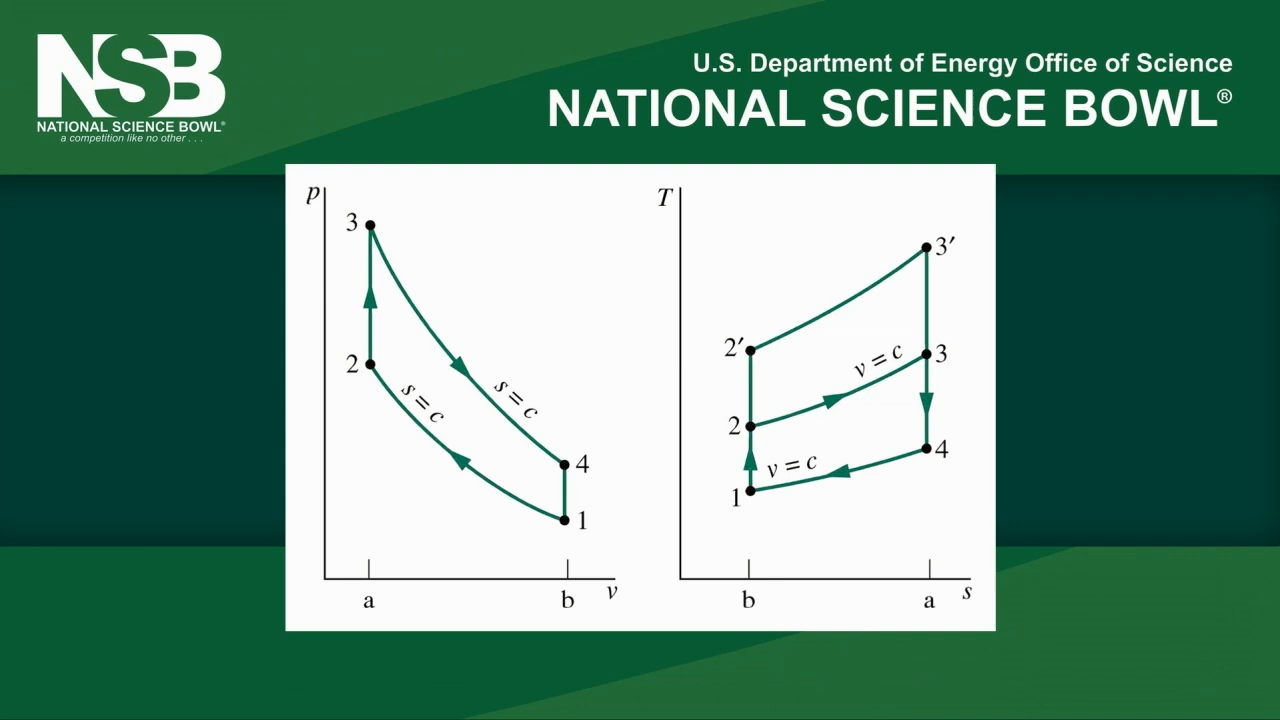 NSB
NATIONAL SCIENCE BOWL®
a competition like no other . . .
U.S. Department of Energy Office of Science
NATIONAL SCIENCE BOWL®
p
3
2
s = c
s = c
4
1
a
b
v
T
3′
2′
v = c
3
2
v = c
4
1
b
a
s